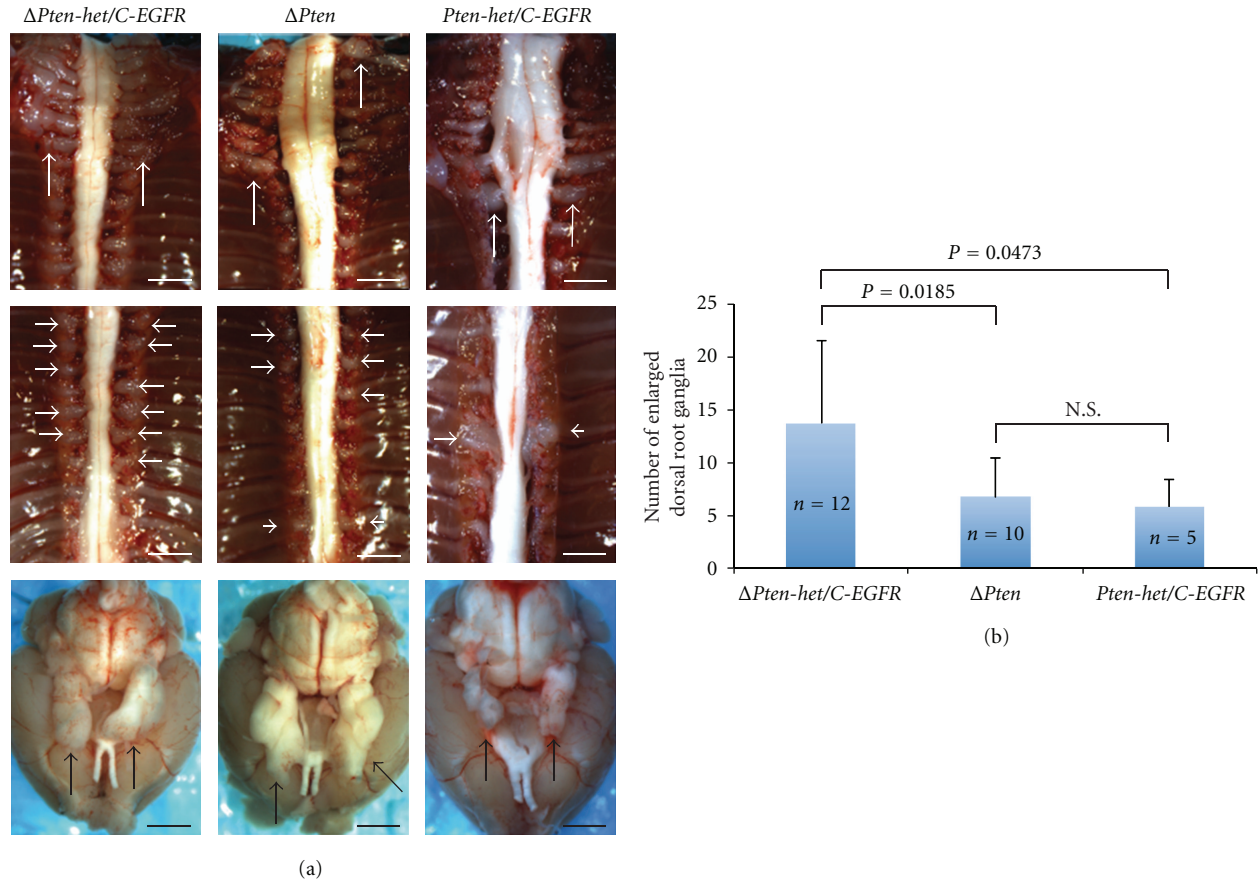 ΔPten-het/C-EGFR ΔPten Pten-het/C-EGFR
(a)
P = 0.0473
P = 0.0185
N.S.
Number of enlarged
dorsal root ganglia
25
20
15
10
5
0
n = 12
n = 10
n = 5
ΔPten-het/C-EGFR ΔPten Pten-het/C-EGFR
(b)